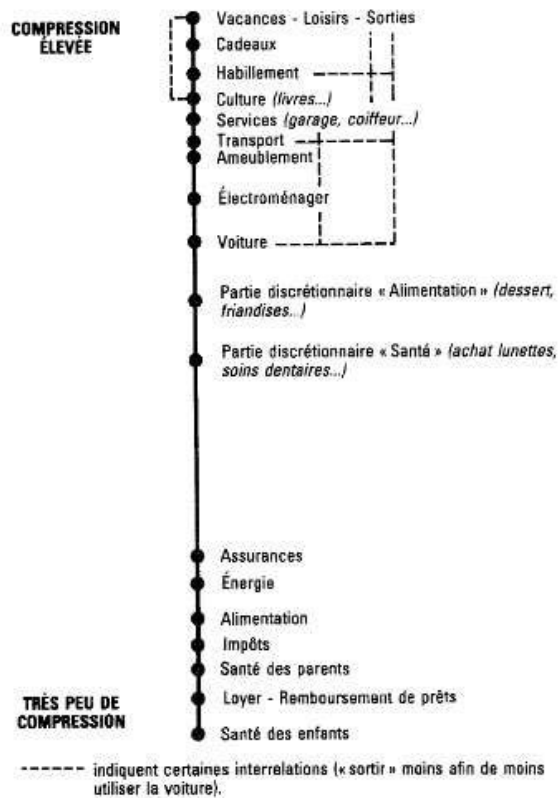 COMPRESSION
ÉLEVÉE
Vacances - Loisirs - Sorties
Cadeaux
Habillement
Culture (livres...)
Services (garage, coiffeur...)
Transport
Ameublement
Électroménager
Voiture
Partie discrétionnaire « Alimentation » (dessert,
friandises...)
Partie discrétionnaire « Santé » (achat lunettes,
soins dentaires...)
Assurances
Énergie
Alimentation
Impôts
Santé des parents
TRÈS PEU DE
COMPRESSION
Loyer - Remboursement de prêts
Santé des enfants
indiquent certaines interrelations (« sortir » moins afin de moins
utiliser la voiture).